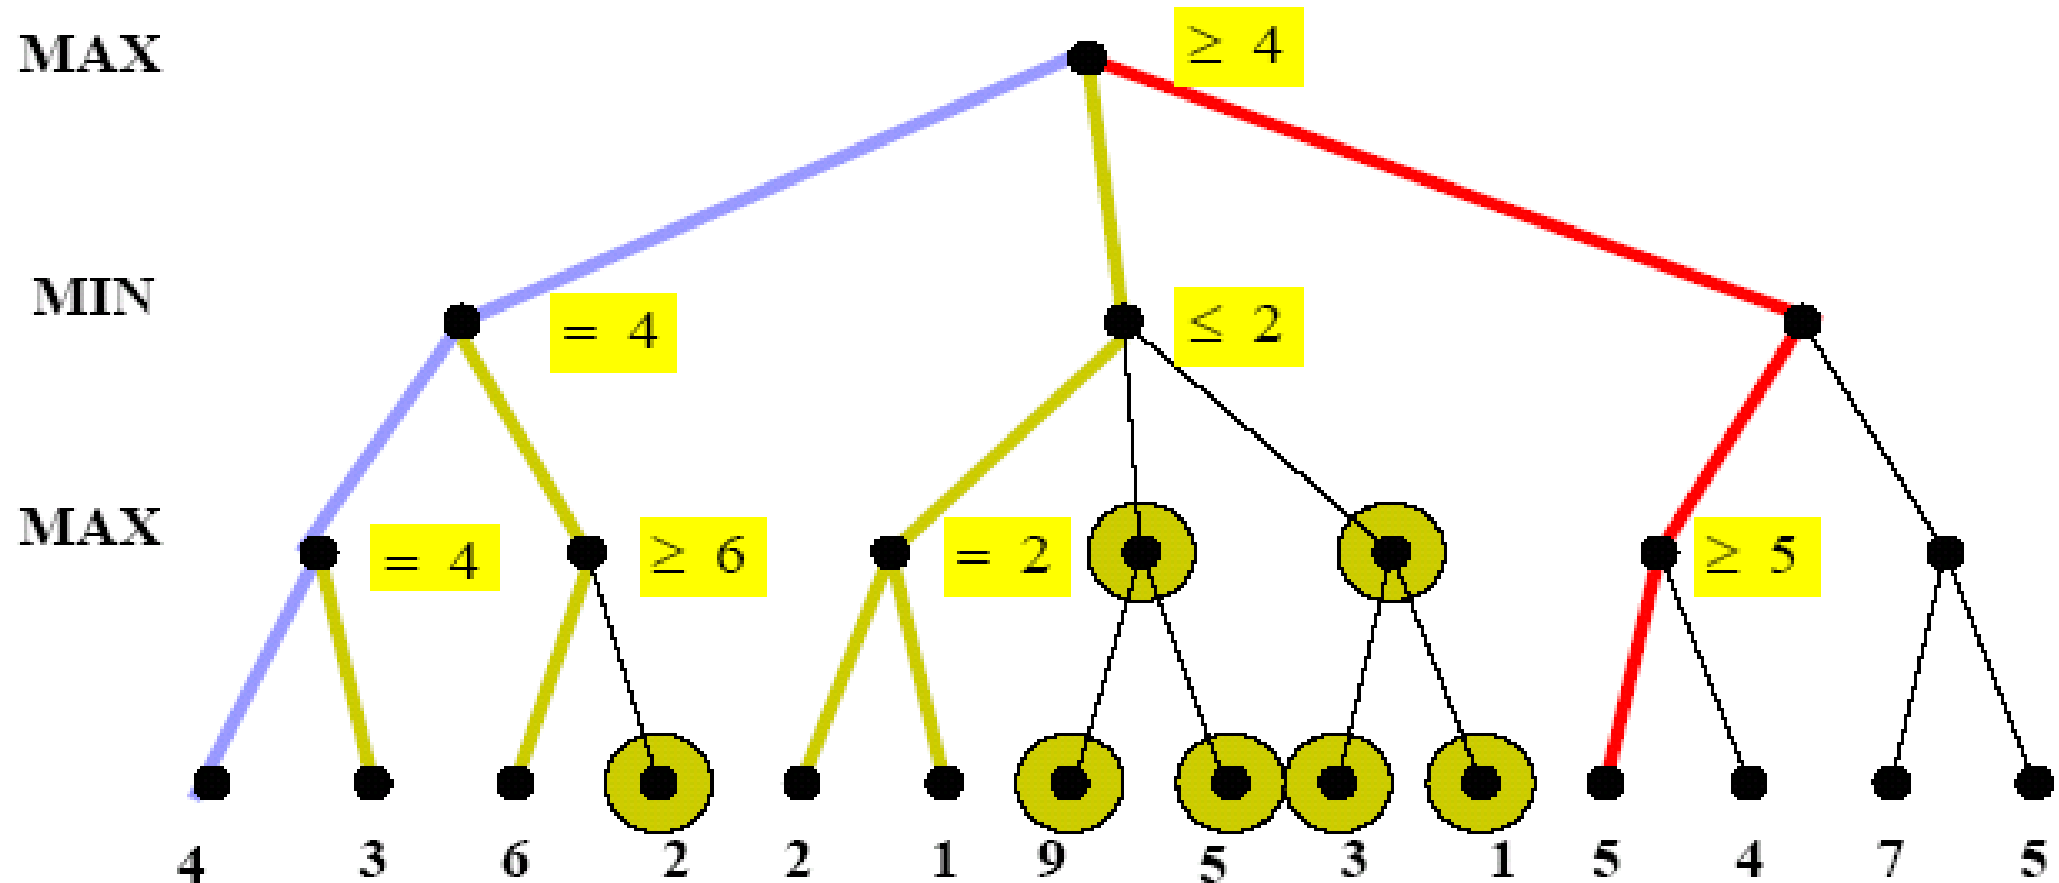 MAX ≥ 4
MIN = 4 ≤ 2
MAX = 4 ≥ 6 = 2 ≥ 5
4 3 6 2 2 1 9 5 3 1 5 4 7 5